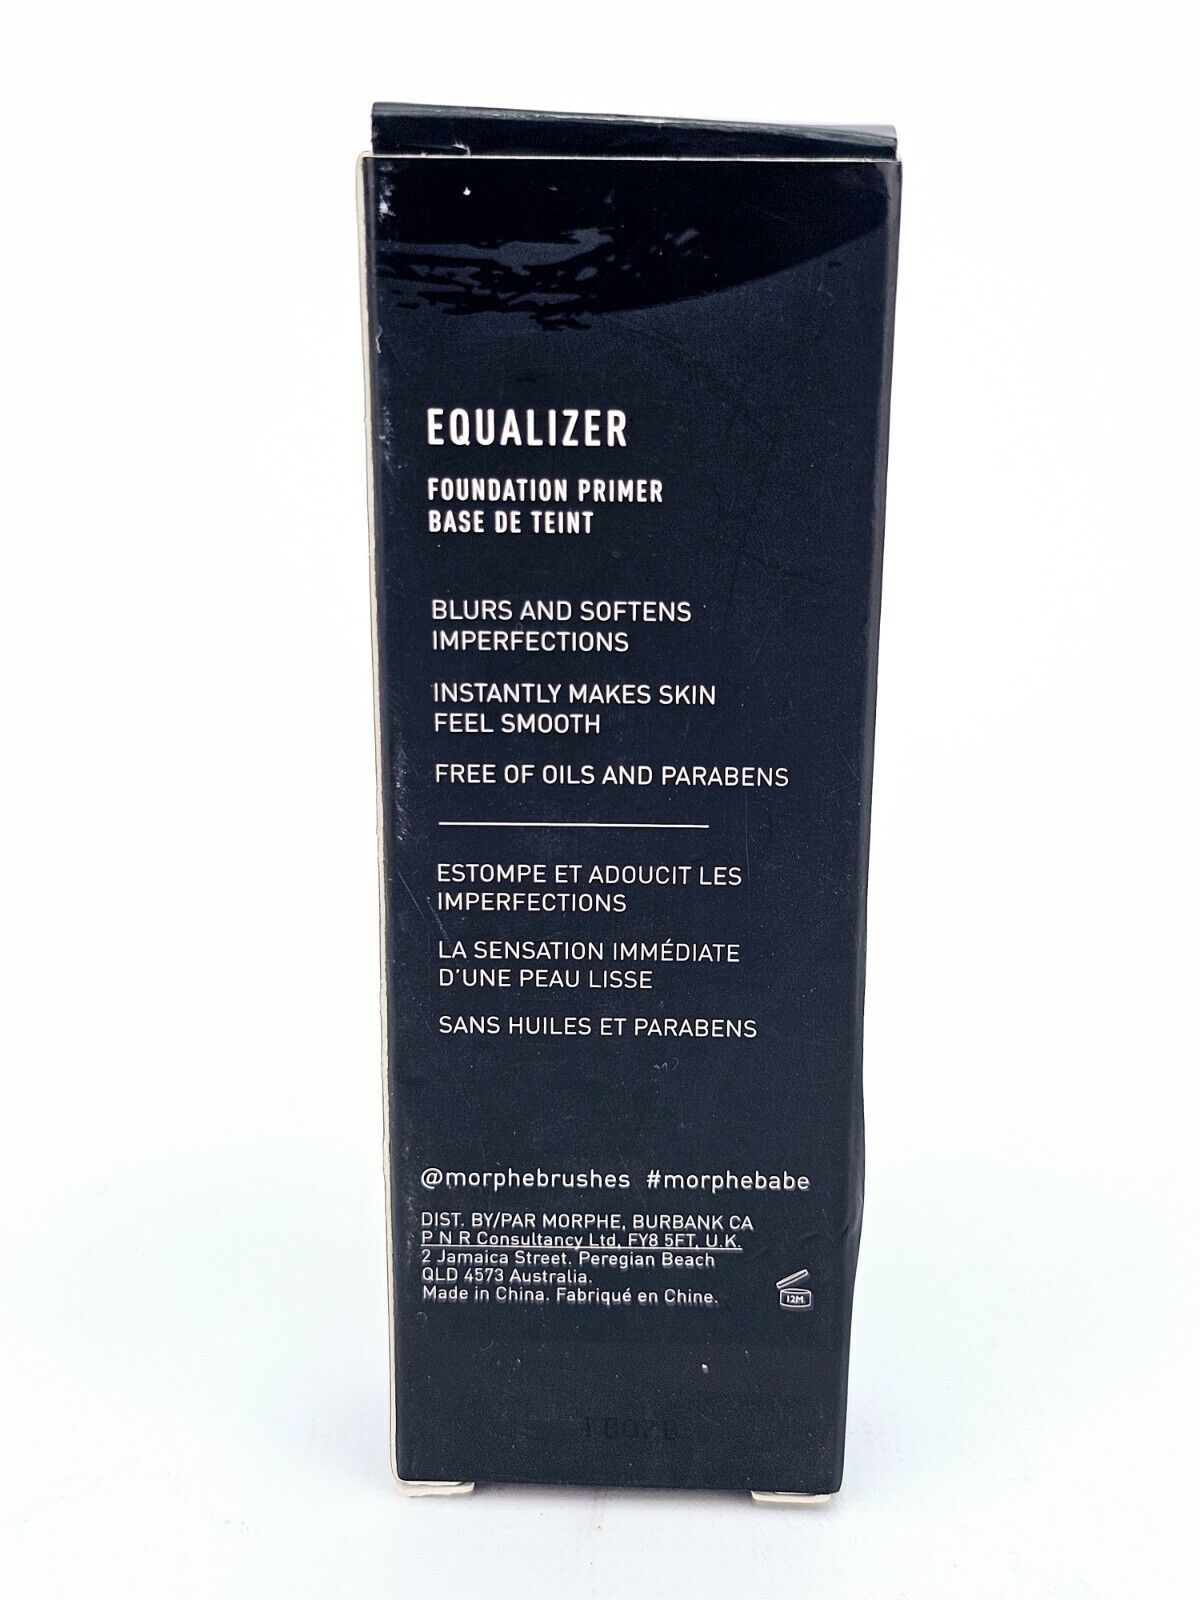 EQUALIZER
FOUNDATION PRIMER
BASE DE TEINT
BLURS AND SOFTENS
IMPERFECTIONS
INSTANTLY MAKES SKIN
FEEL SMOOTH
FREE OF OILS AND PARABENS
ESTOMPE ET ADOUCIT LES
IMPERFECTIONS
LA SENSATION IMMÉDIATE
D'UNE PEAU LISSE
SANS HUILES ET PARABENS
@morphebrushes #morphebabe
DIST. BY/PAR MORPHE, BURBANK CA
P N R Consultancy Ltd, FY8 5FT, U.K.
2 Jamaica Street. Peregian Beach
QLD 4573 Australia.
Made in China. Fabriqué en Chine.
12M